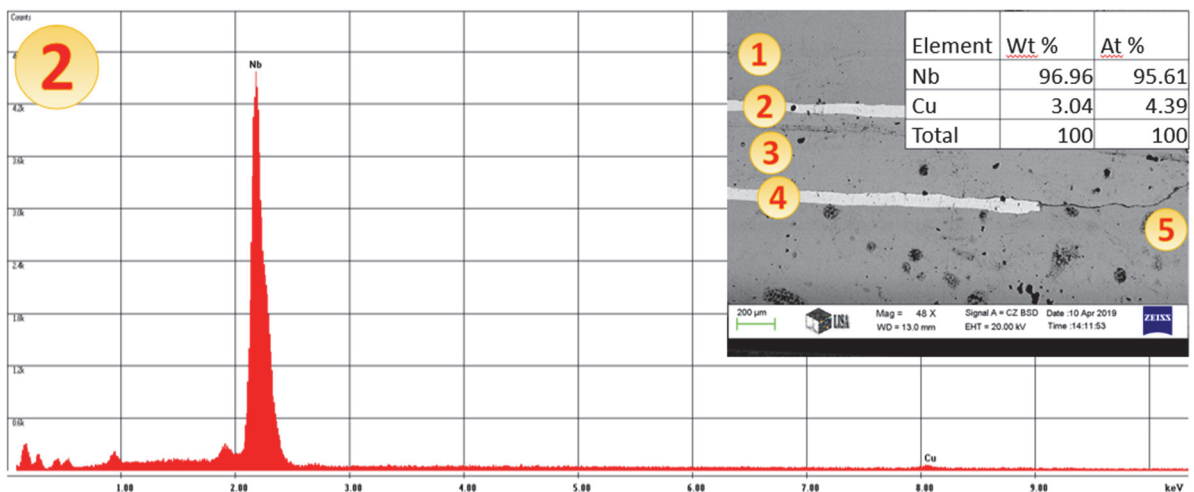 Counts
2
Nb
4.2k
3.6k
3.0k
2.4k
1.8k
1.2k
0.6k
Cu
1.00 2.00 3.00 4.00 5.00 6.00 7.00 8.00 9.00 keV
1
2
3
4
5
Element Wt % At %
Nb 96.96 95.61
Cu 3.04 4.39
Total 100 100
200 µm
LISA
Mag = 48 X Signal A = CZ BSD Date :10 Apr 2019
WD = 13.0 mm EHT = 20.00 kV Time :14:11:53
ZEISS